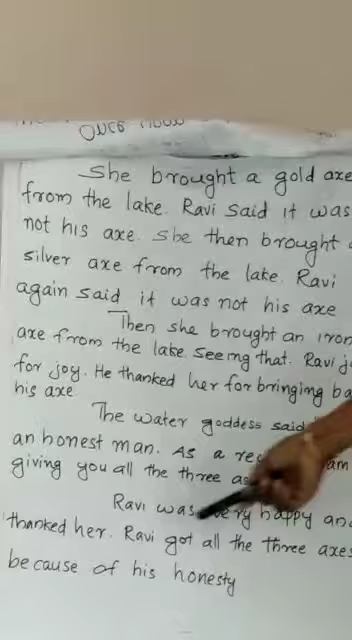 She brought a gold axe
from the lake. Ravi said it was
not his axe. She then brought
silver axe from the lake. Ravi
again said it was not his axe
Then she brought an iron
axe from the lake. Seeing that. Ravi
for joy. He thanked her for bringing
his axe
The water goddess said
an honest man. As a
giving you all the three
Ravi was very happy and
thanked her. Ravi got all the three axes
because of his honesty